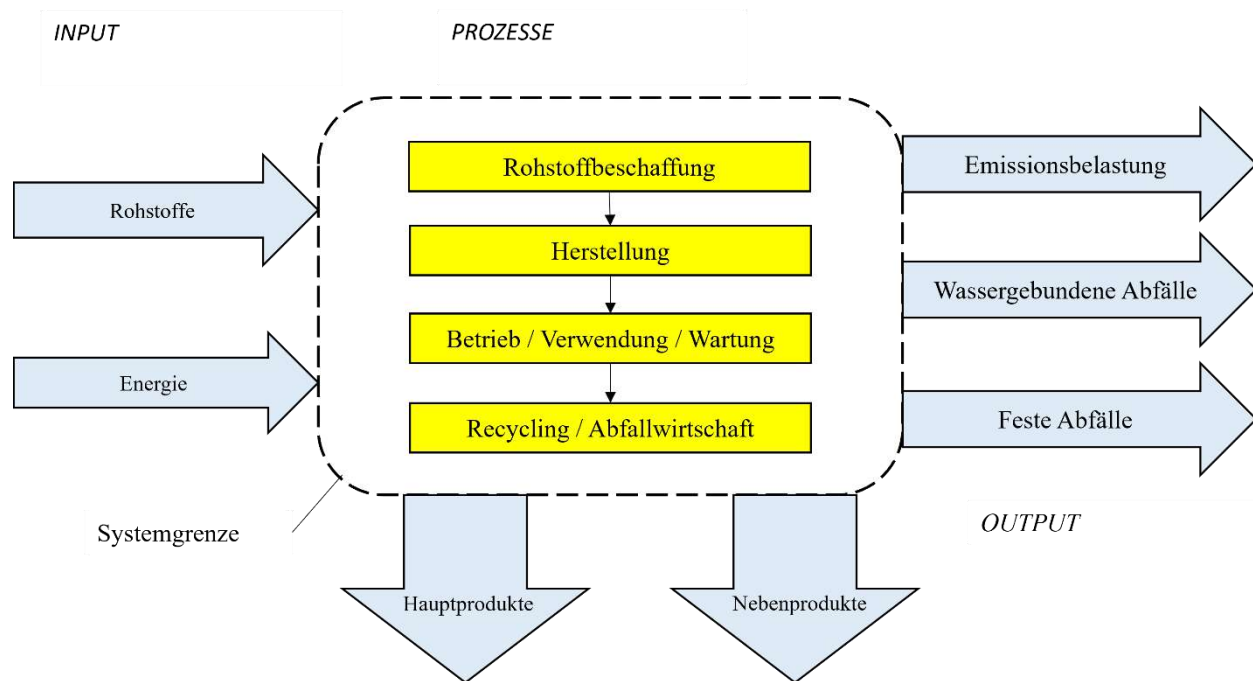 INPUT
PROZESSE
Rohstoffe
Energie
Rohstoffbeschaffung
Herstellung
Betrieb / Verwendung / Wartung
Recycling / Abfallwirtschaft
Emissionsbelastung
Wassergebundene Abfälle
Feste Abfälle
Systemgrenze
OUTPUT
Hauptprodukte
Nebenprodukte